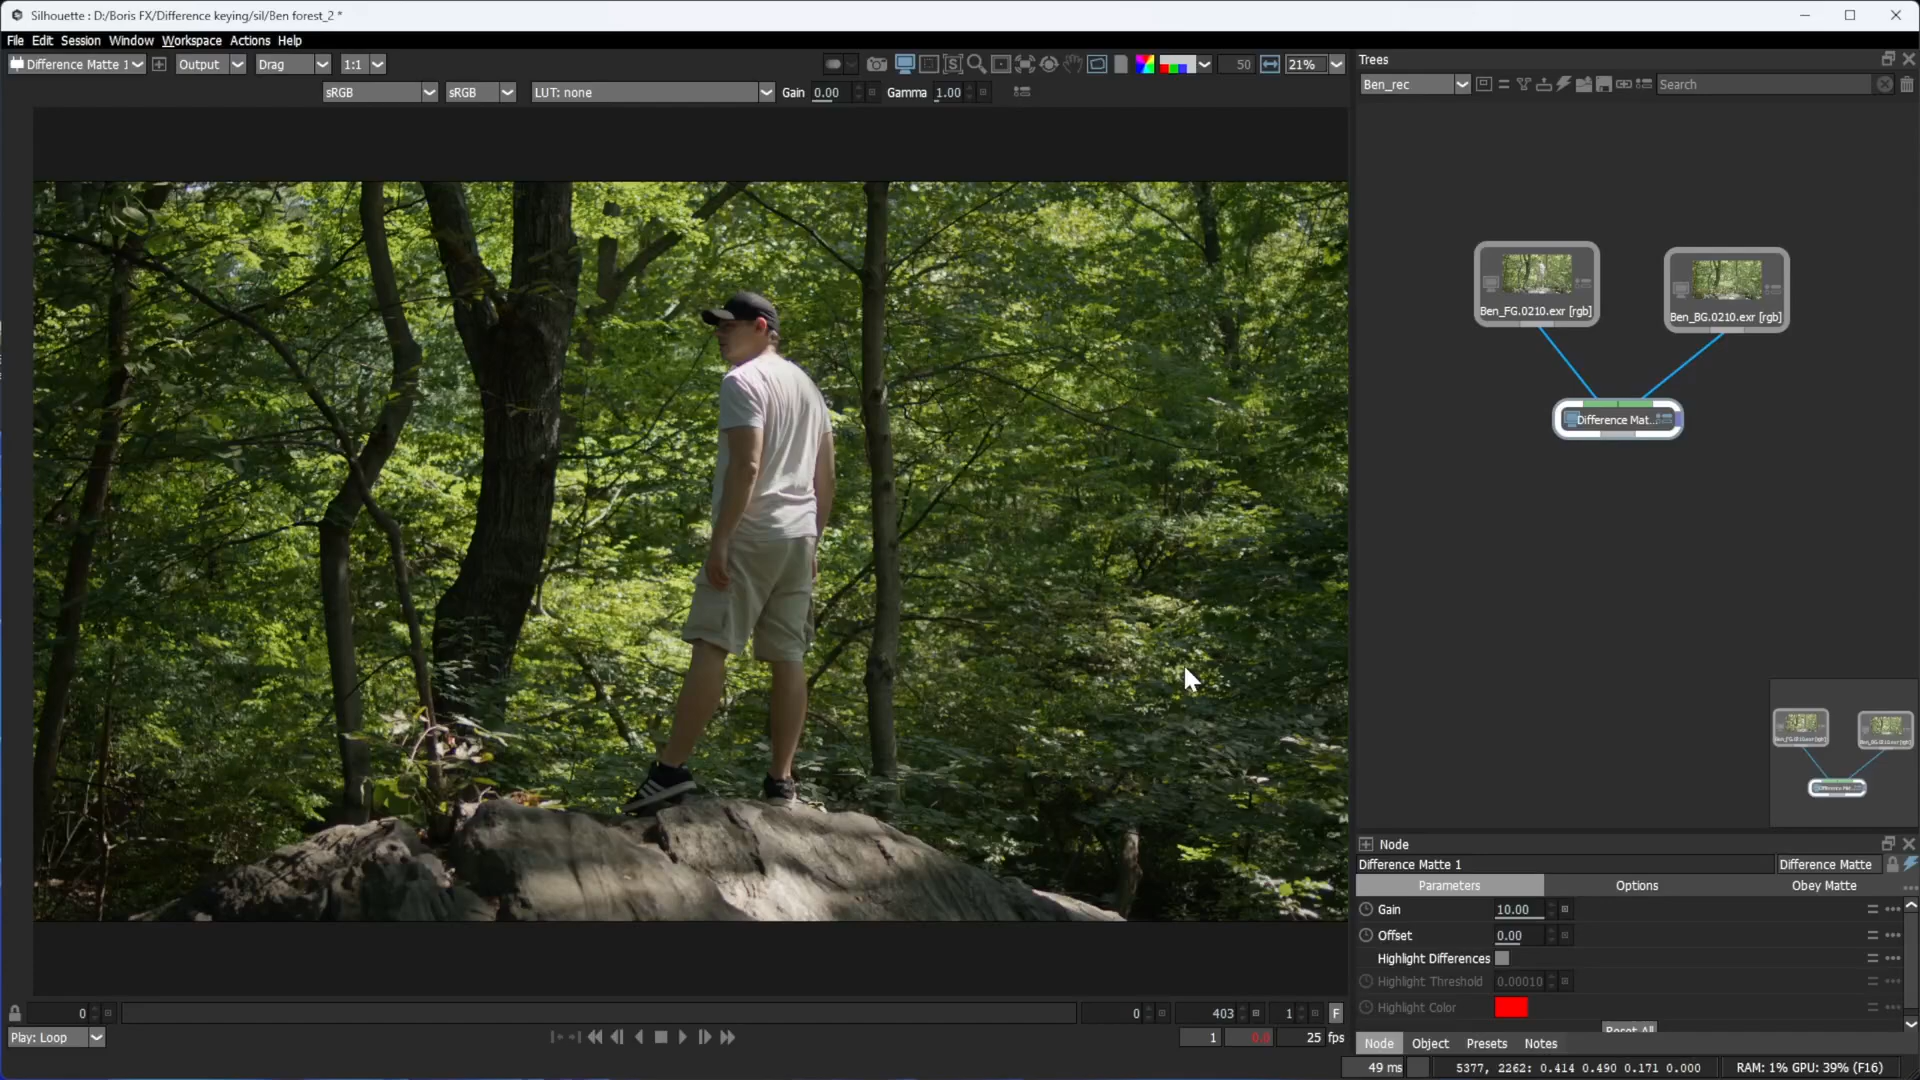 Silhouette : D:/Boris FX/Difference keying/sil/Ben forest_2 *
File Edit Session Window Workspace Actions Help
Difference Matte 1 Output Drag 1:1 50 21%
sRGB sRGB LUT: none Gain 0.00 Gamma 1.00
Trees
Ben_rec Search
Ben_FG.0210.exr [rgb]
Ben_BG.0210.exr [rgb]
Difference Mat...
Node
Difference Matte 1 Difference Matte
Parameters Options Obey Matte
Gain 10.00
Offset 0.00
Highlight Differences
Highlight Threshold 0.00010
Highlight Color
Reset All
0 0 403 1 F
Play: Loop 1 0.0 25 fps
Node Object Presets Notes
49 ms 5377, 2262: 0.414 0.490 0.171 0.000 RAM: 1% GPU: 39% (F16)